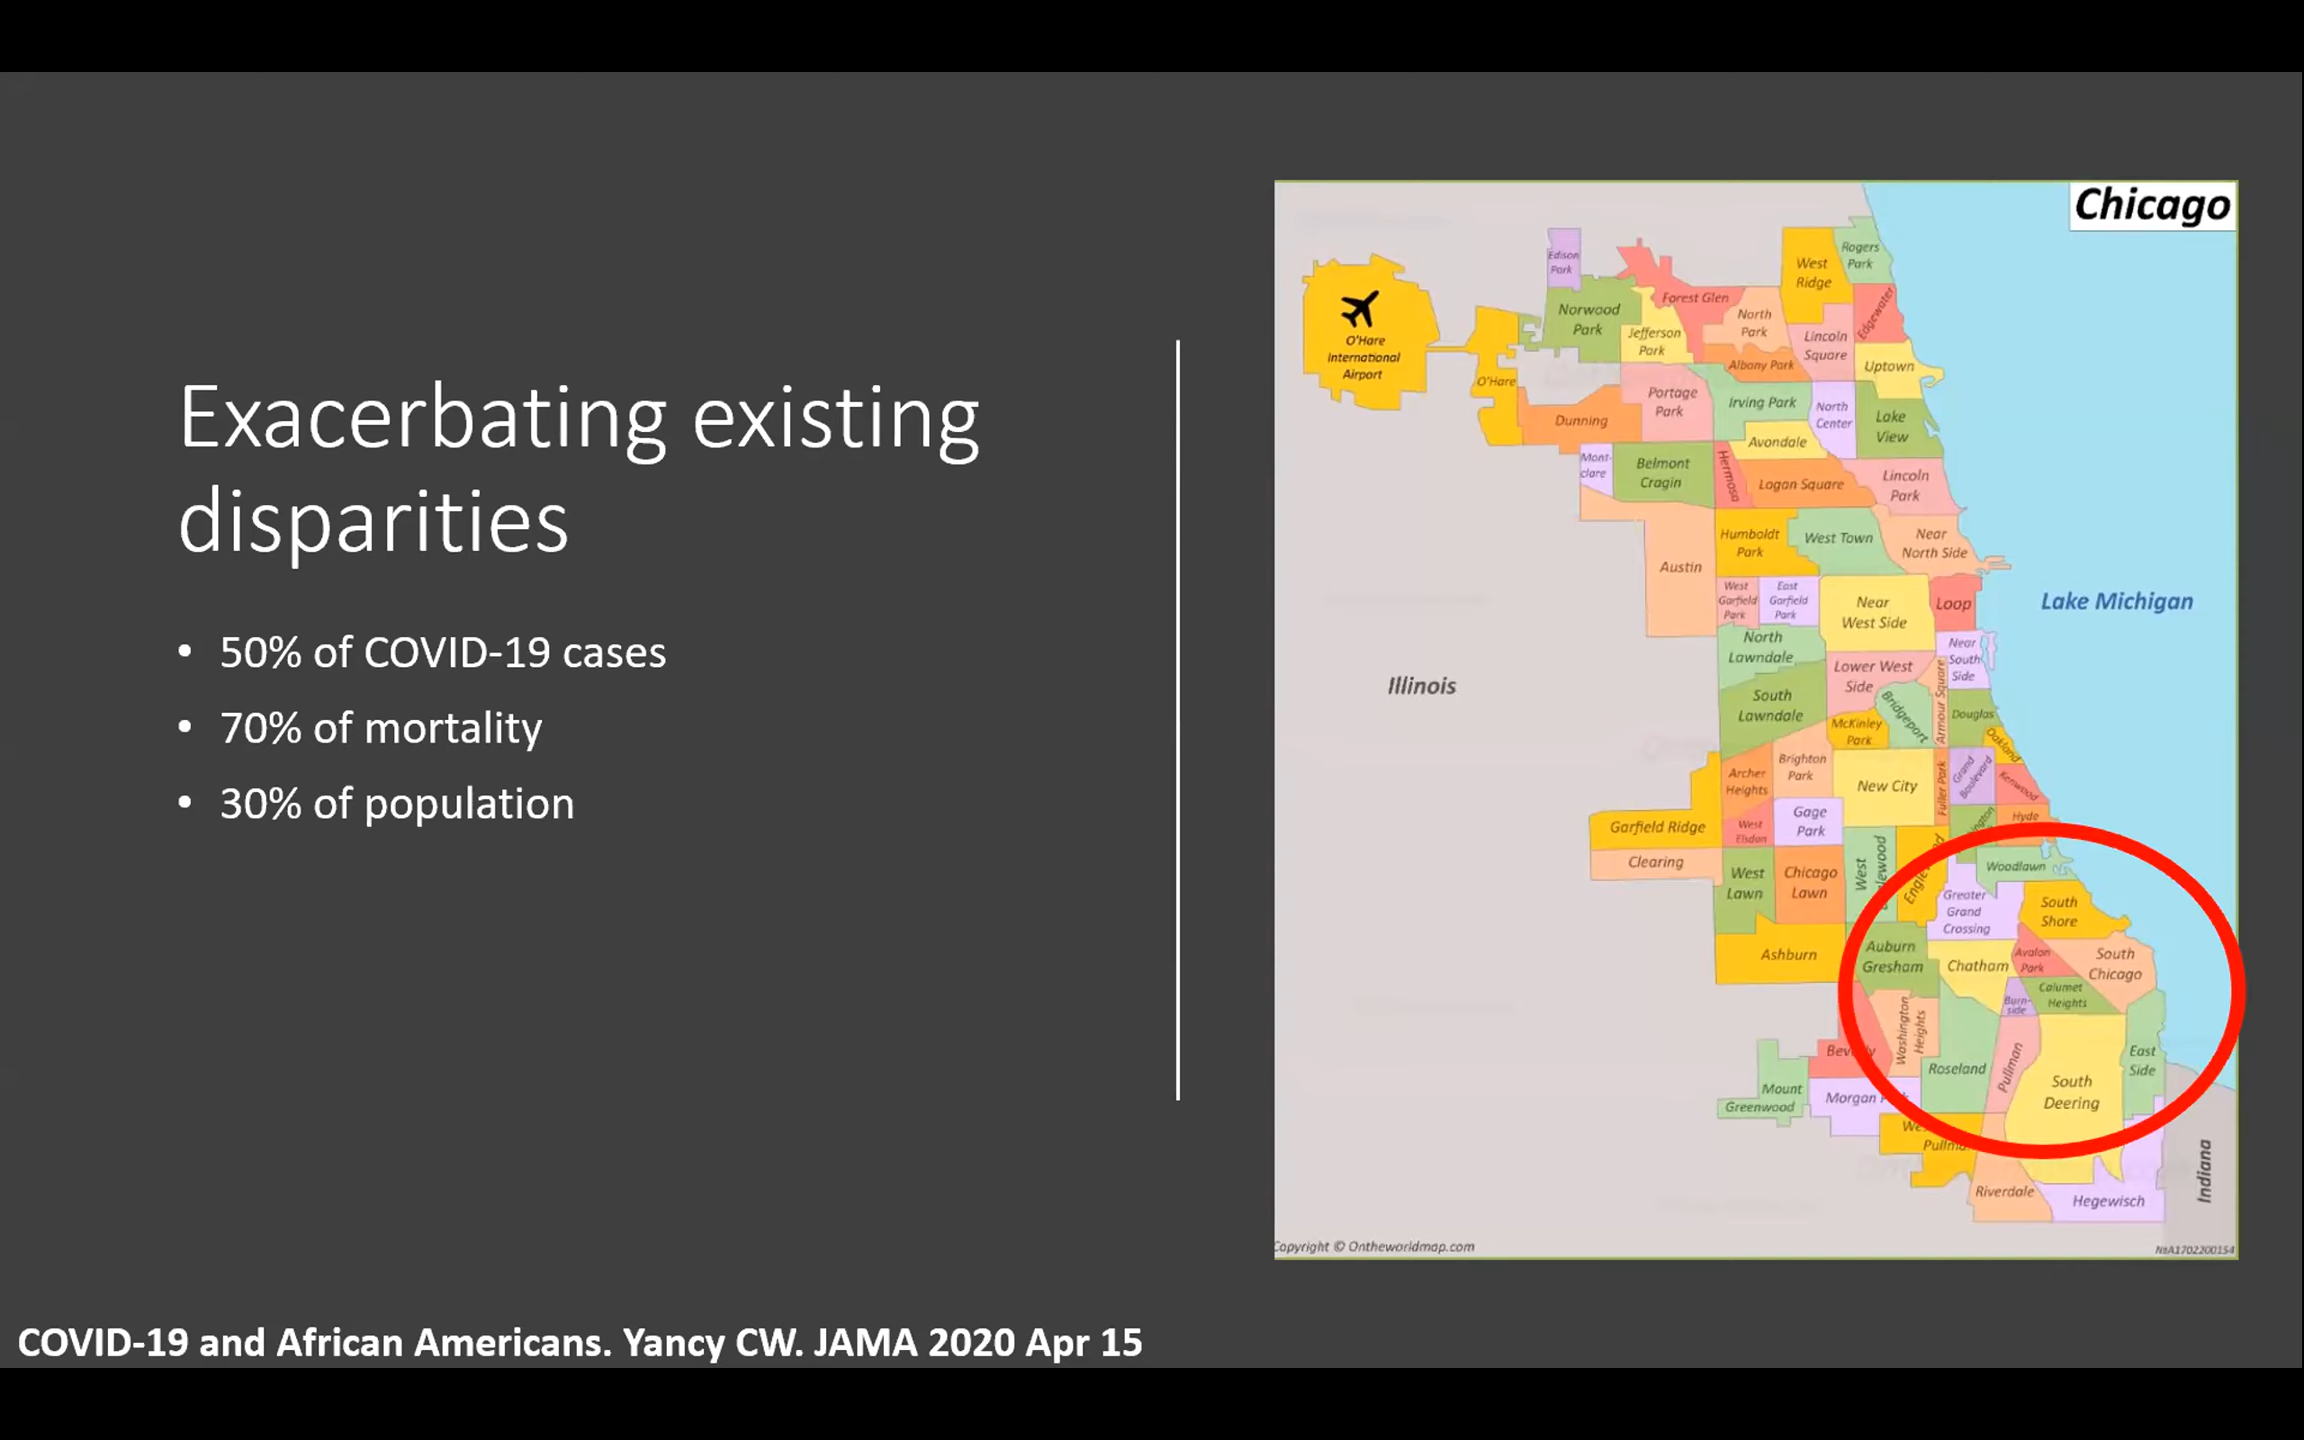 Exacerbating existing
disparities
• 50% of COVID-19 cases
• 70% of mortality
• 30% of population
Chicago
Edison
Park
Rogers
Park
West
Ridge
O'Hare
International
Airport
Norwood
Park
Forest Glen
Jefferson
Park
North
Park
Lincoln
Square
Edgewater
O'Hare
Albany Park
Uptown
Dunning
Portage
Park
Irving Park
North
Center
Lake
View
Avondale
Mont-
clare
Belmont
Cragin
Hermosa
Logan Square
Lincoln
Park
Humboldt
Park
West Town
Near
North Side
Austin
West
Garfield
Park
East
Garfield
Park
Near
West Side
Loop
Lake Michigan
North
Lawndale
Lower West
Side
Near
South
Side
Armour Square
Illinois
South
Lawndale
McKinley
Park
Bridgeport
Douglas
Oakland
Archer
Heights
Brighton
Park
New City
Fuller Park
Grand
Boulevard
Kenwood
Garfield Ridge
West
Elsdon
Gage
Park
Hyde
Clearing
West
Lawn
Chicago
Lawn
West
Woodlawn
Greater
Grand
Crossing
South
Shore
Ashburn
Auburn
Gresham
Chatham
Avalon
Park
South
Chicago
Burn-
side
Calumet
Heights
Washington
Heights
Roseland
Pullman
South
Deering
East
Side
Mount
Greenwood
Morgan
Riverdale
Hegewisch
Indiana
Copyright © Ontheworldmap.com
COVID-19 and African Americans. Yancy CW. JAMA 2020 Apr 15